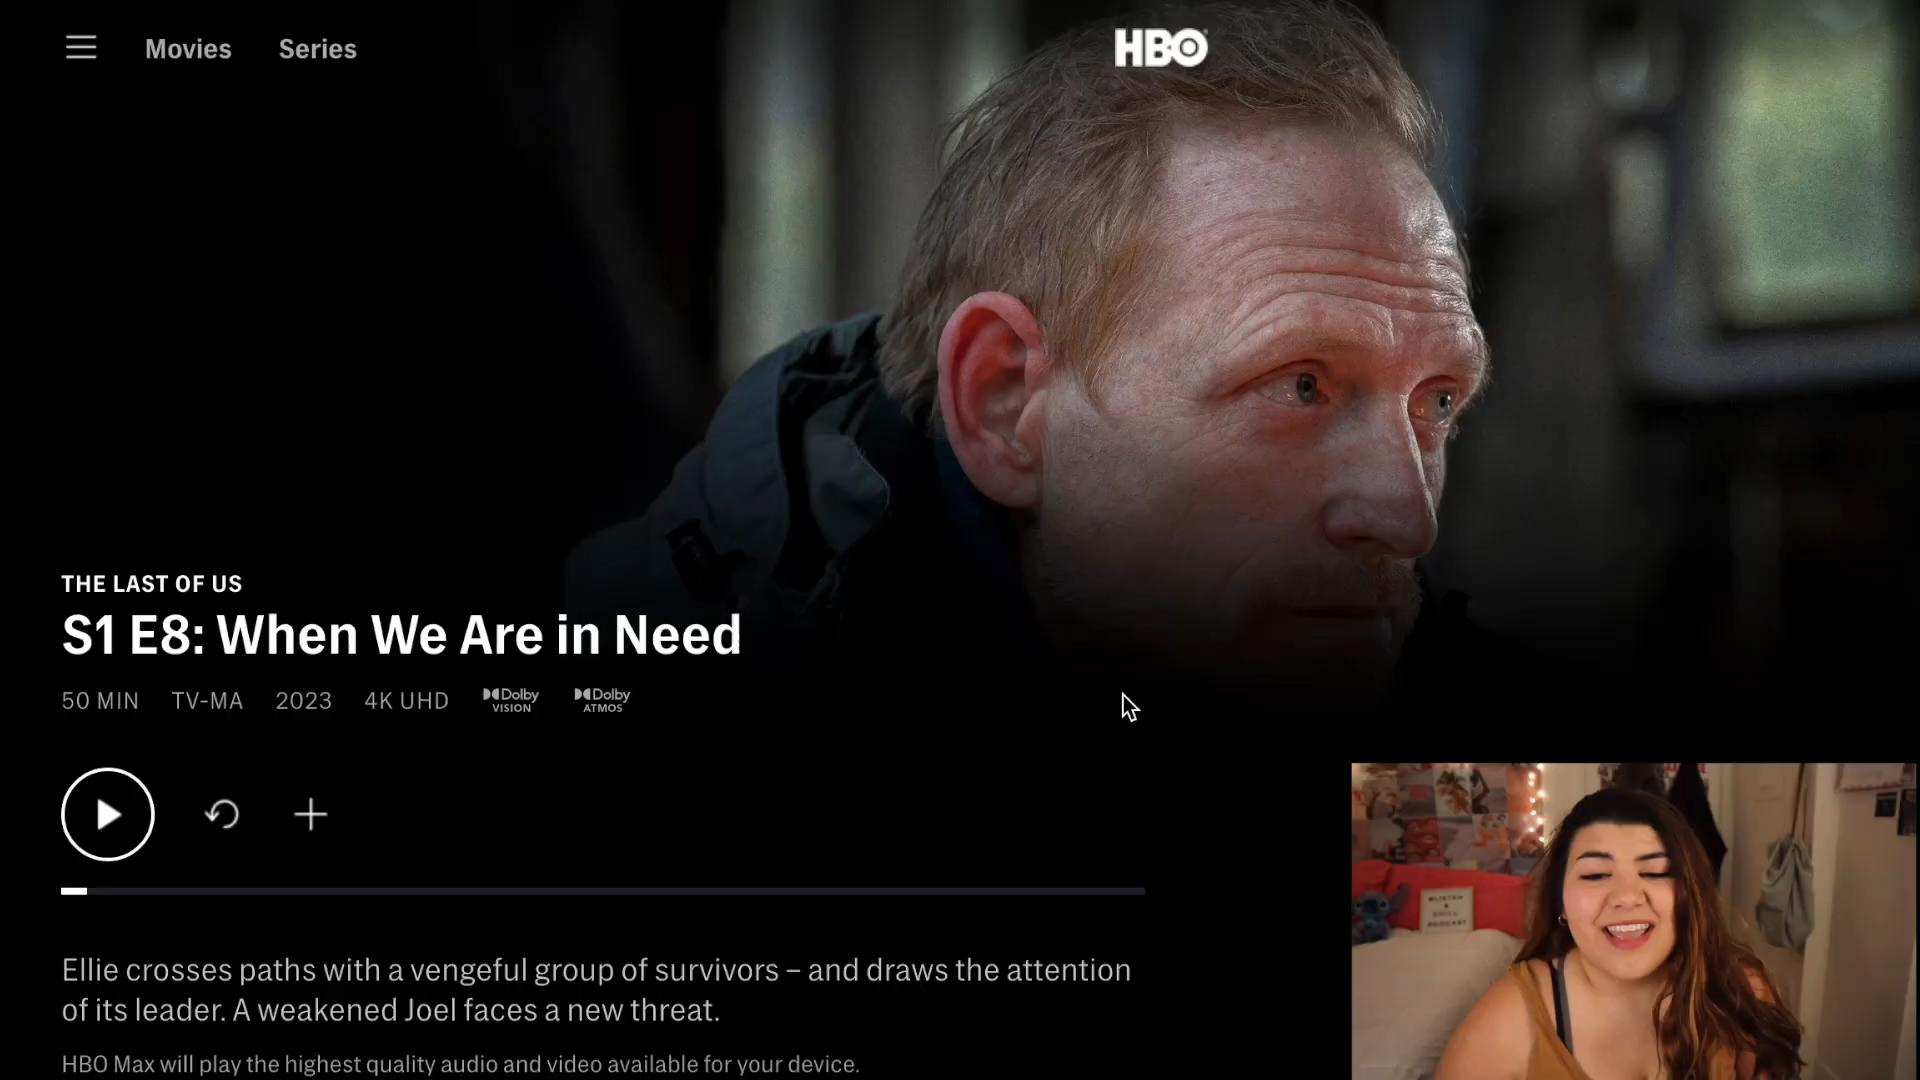 Movies
Series
HBO
THE LAST OF US
S1 E8: When We Are in Need
50 MIN
TV-MA
2023
4K UHD
Dolby
VISION
Dolby
ATMOS
Ellie crosses paths with a vengeful group of survivors – and draws the attention
of its leader. A weakened Joel faces a new threat.
HBO Max will play the highest quality audio and video available for your device.
LISTEN
&
CHILL
PODCAST